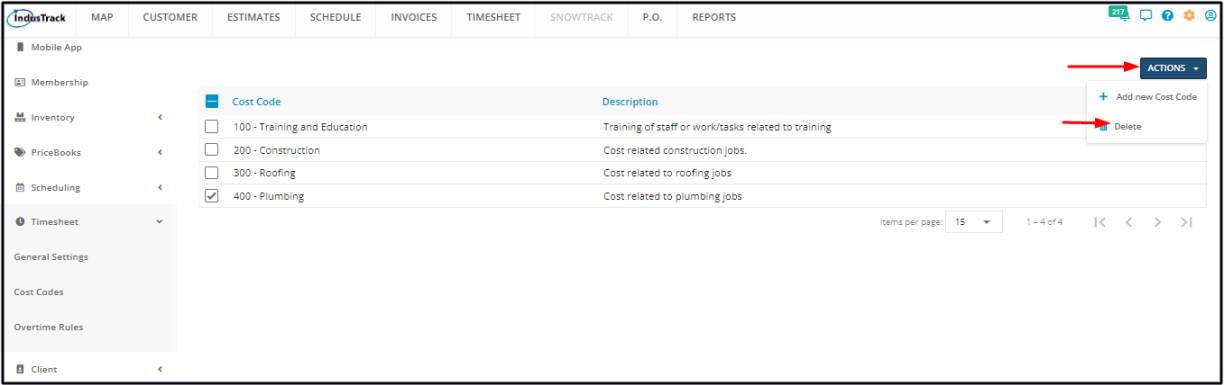 IndusTrack MAP CUSTOMER ESTIMATES SCHEDULE INVOICES TIMESHEET SNOWTRACK P.O. REPORTS 217
Mobile App
ACTIONS
Membership
Add new Cost Code
Cost Code Description
Inventory
100 - Training and Education Training of staff or work/tasks related to training
Delete
200 - Construction Cost related construction jobs.
PriceBooks
300 - Roofing Cost related to roofing jobs
Scheduling
400 - Plumbing Cost related to plumbing jobs
Timesheet
Items per page: 15 1 – 4 of 4
General Settings
Cost Codes
Overtime Rules
Client